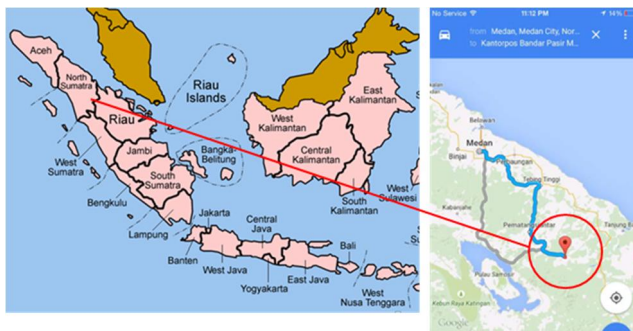 Aceh
North
Sumatra
Riau
Islands
Riau
East
Kalimantan
West
Kalimantan
Central
Kalimantan
Jambi
Bangka-
Belitung
West
Sumatra
South
Sumatra
South
Kalimantan
West
Sulawesi
Bengkulu
Lampung
Jakarta
Central
Java
Bali
Banten
West Java
East Java
Yogyakarta
West
Nusa Tenggara
No Service
11:12 PM
14%
from Medan, Medan City, Nor...
to Kantorpos Bandar Pasir M...
Belawan
Medan
Binjai
Tebing Tinggi
Kabanjahe
Tanjung
Pulau Samosir
Google